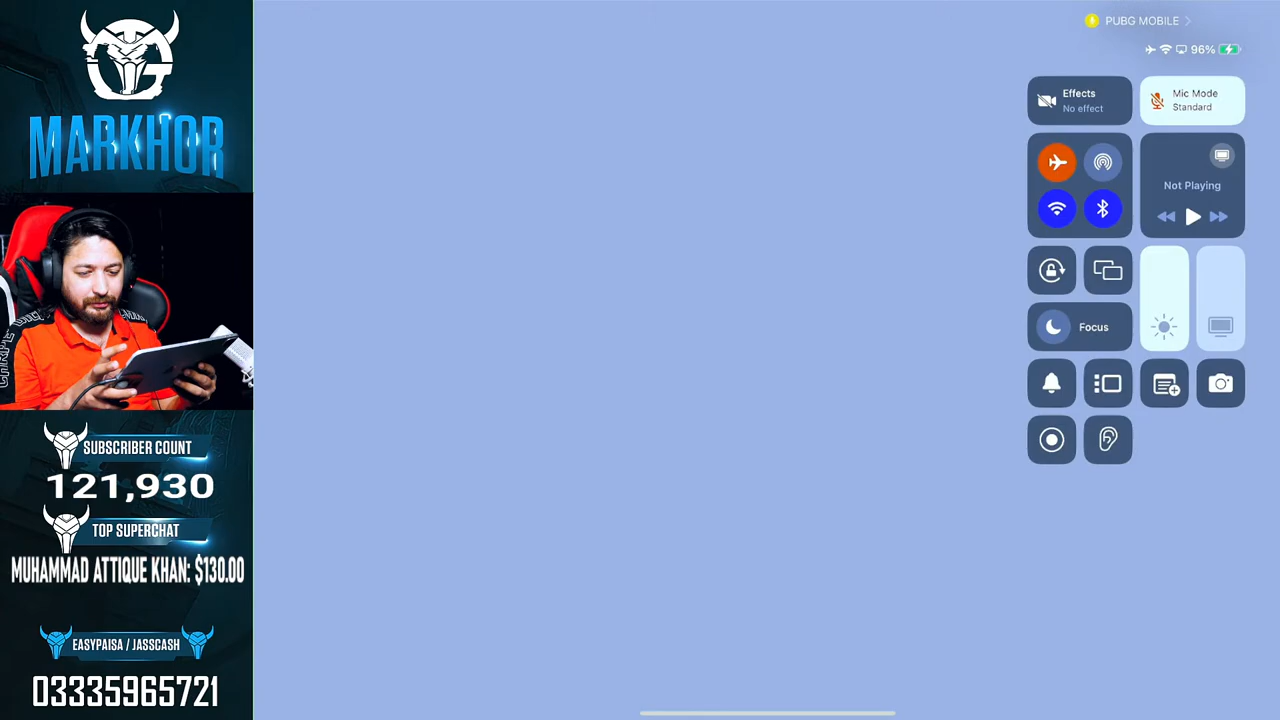 MARKHOR
SUBSCRIBER COUNT
121,930
TOP SUPERCHAT
MUHAMMAD ATTIQUE KHAN: $130.00
EASYPAISA / JASSCASH
03335965721
PUBG MOBILE
96%
Effects
No effect
Mic Mode
Standard
Not Playing
Focus